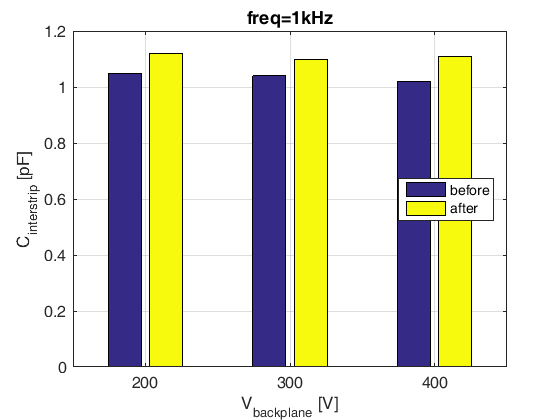 freq=1kHz
C_interstrip [pF]
1.2
1
0.8
0.6
0.4
0.2
0
before
after
200 300 400
V_backplane [V]